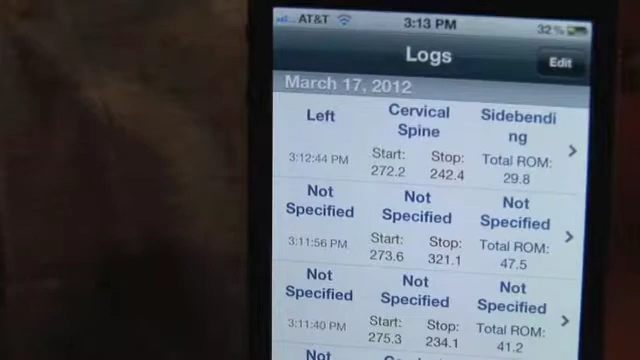 AT&T 3:13 PM 32%
Logs Edit
March 17, 2012
Left Cervical Spine Sidebendi
ng
3:12:44 PM Start: 272.2 Stop: 242.4 Total ROM: 29.8
Not Specified Not Specified Not Specified
3:11:56 PM Start: 273.6 Stop: 321.1 Total ROM: 47.5
Not Specified Not Specified Not Specified
3:11:40 PM Start: 275.3 Stop: 234.1 Total ROM: 41.2
Not